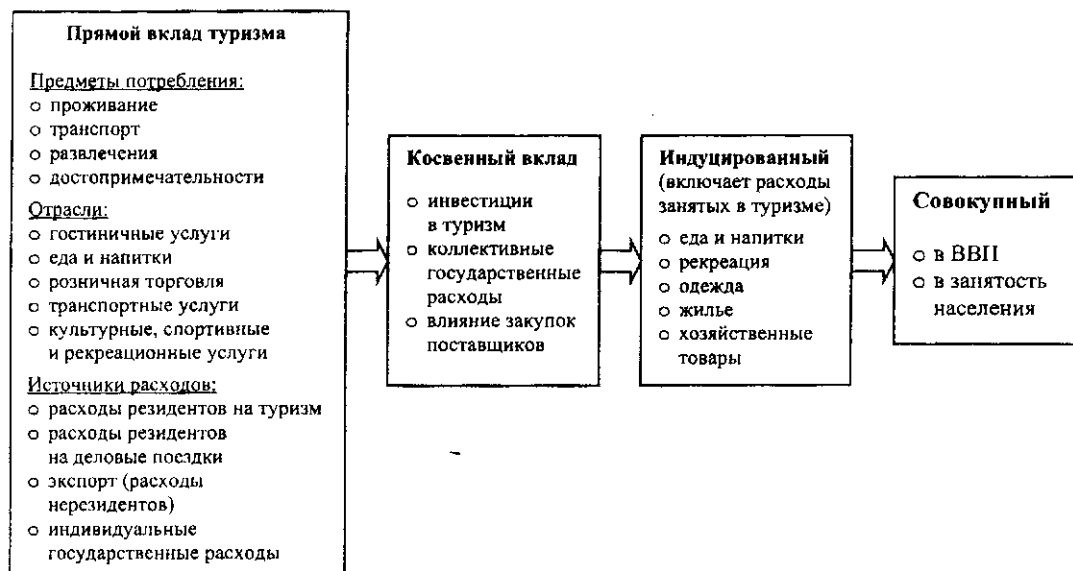 Прямой вклад туризма
Предметы потребления:
о проживание
о транспорт
о развлечения
о достопримечательности
Отрасли:
о гостиничные услуги
о еда и напитки
о розничная торговля
о транспортные услуги
о культурные, спортивные
и рекреационные услуги
Источники расходов:
о расходы резидентов на туризм
о расходы резидентов
на деловые поездки
о экспорт (расходы
нерезидентов)
о индивидуальные
государственные расходы
Косвенный вклад
о инвестиции
в туризм
о коллективные
государственные
расходы
о влияние закупок
поставщиков
Индуцированный
(включает расходы
занятых в туризме)
о еда и напитки
о рекреация
о одежда
о жилье
о хозяйственные
товары
Совокупный
о в ВВП
о в занятость
населения